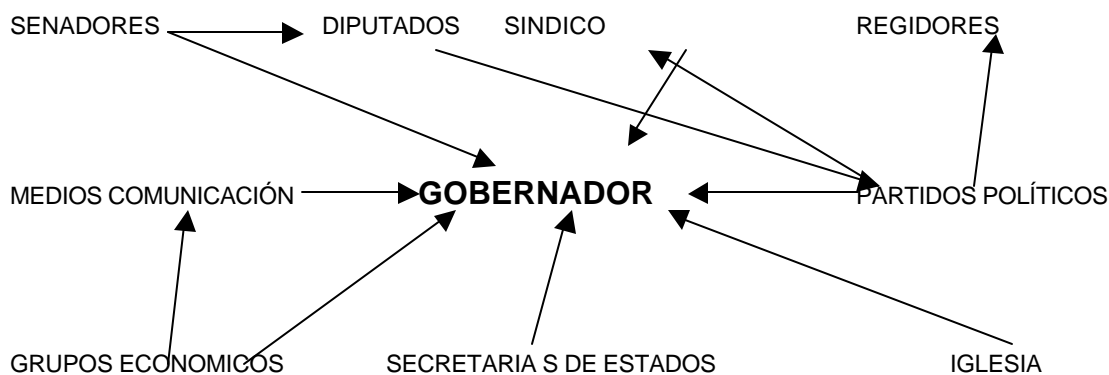 SENADORES DIPUTADOS SINDICO REGIDORES
MEDIOS COMUNICACIÓN GOBERNADOR PARTIDOS POLÍTICOS
GRUPOS ECONOMICOS SECRETARIA S DE ESTADOS IGLESIA